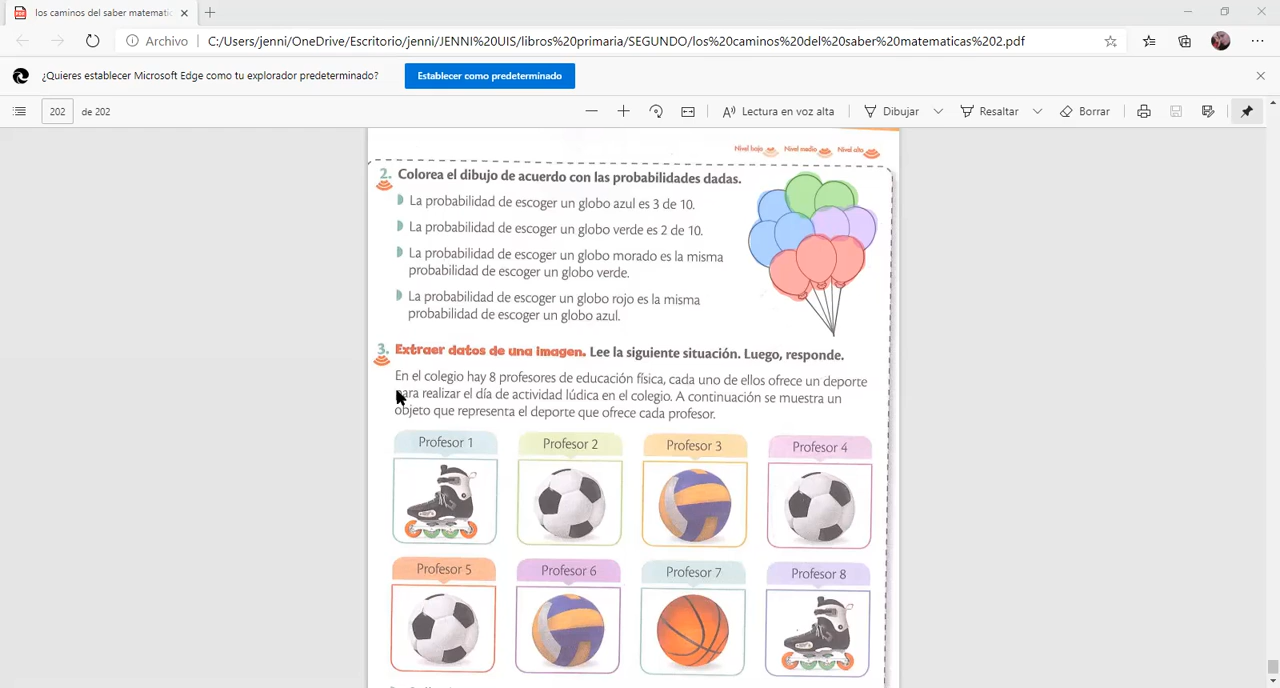 los caminos del saber matemati
Archivo
C:/Users/jenni/OneDrive/Escritorio/jenni/JENNI%20UIS/libros%20primaria/SEGUNDO/los%20caminos%20del%20saber%20matematicas%202.pdf
¿Quieres establecer Microsoft Edge como tu explorador predeterminado?
Establecer como predeterminado
202 de 202
Lectura en voz alta
Dibujar
Resaltar
Borrar
Nivel bajo Nivel medio Nivel alto
2. Colorea el dibujo de acuerdo con las probabilidades dadas.
La probabilidad de escoger un globo azul es 3 de 10.
La probabilidad de escoger un globo verde es 2 de 10.
La probabilidad de escoger un globo morado es la misma
probabilidad de escoger un globo verde.
La probabilidad de escoger un globo rojo es la misma
probabilidad de escoger un globo azul.
3. Extraer datos de una imagen. Lee la siguiente situación. Luego, responde.
En el colegio hay 8 profesores de educación física, cada uno de ellos ofrece un deporte
para realizar el día de actividad lúdica en el colegio. A continuación se muestra un
objeto que representa el deporte que ofrece cada profesor.
Profesor 1
Profesor 2
Profesor 3
Profesor 4
Profesor 5
Profesor 6
Profesor 7
Profesor 8